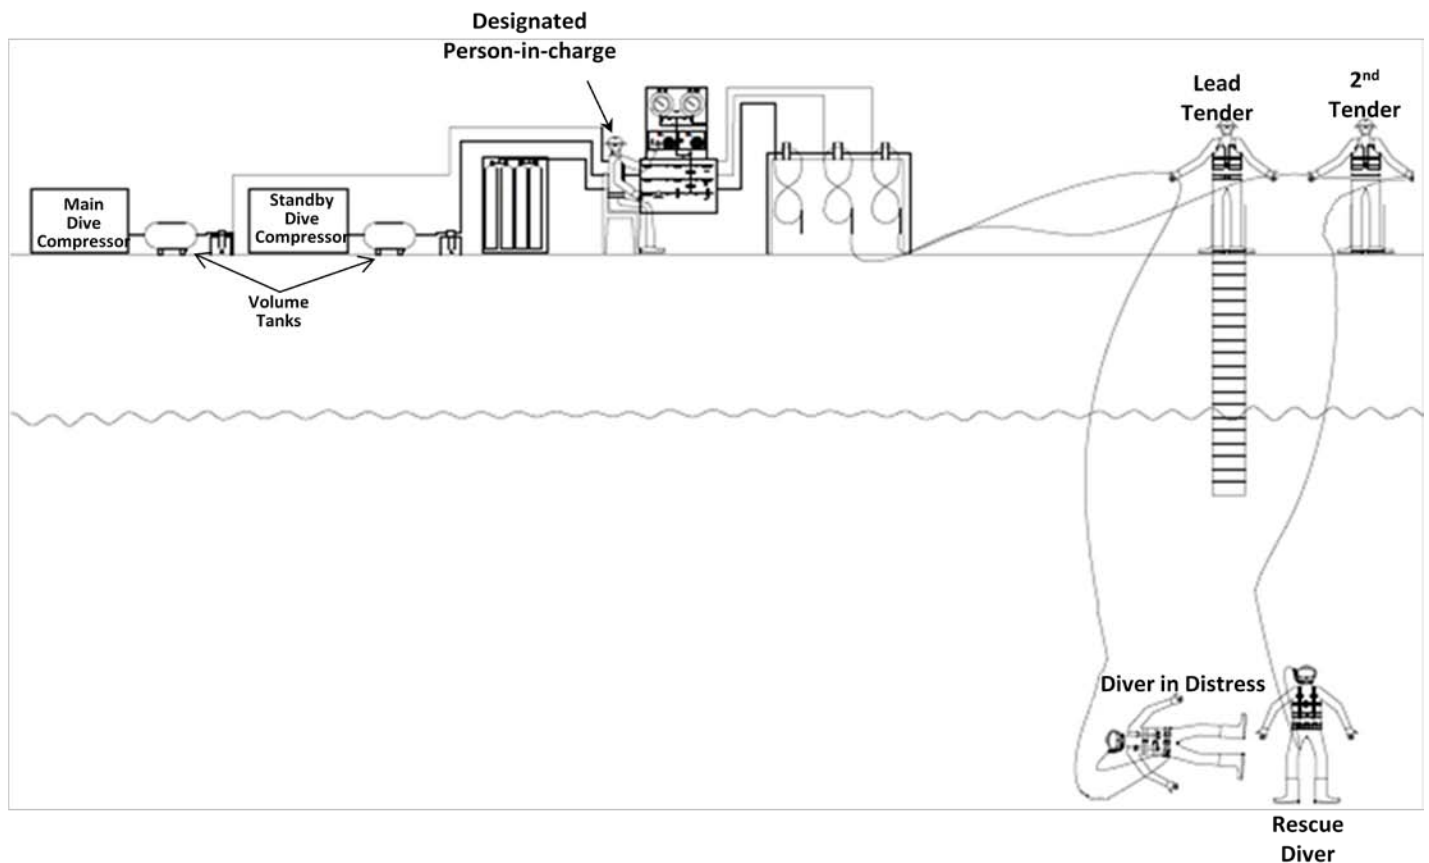 Designated
Person-in-charge
Lead
Tender
2nd
Tender
Main
Dive
Compressor
Standby
Dive
Compressor
Volume
Tanks
Diver in Distress
Rescue
Diver